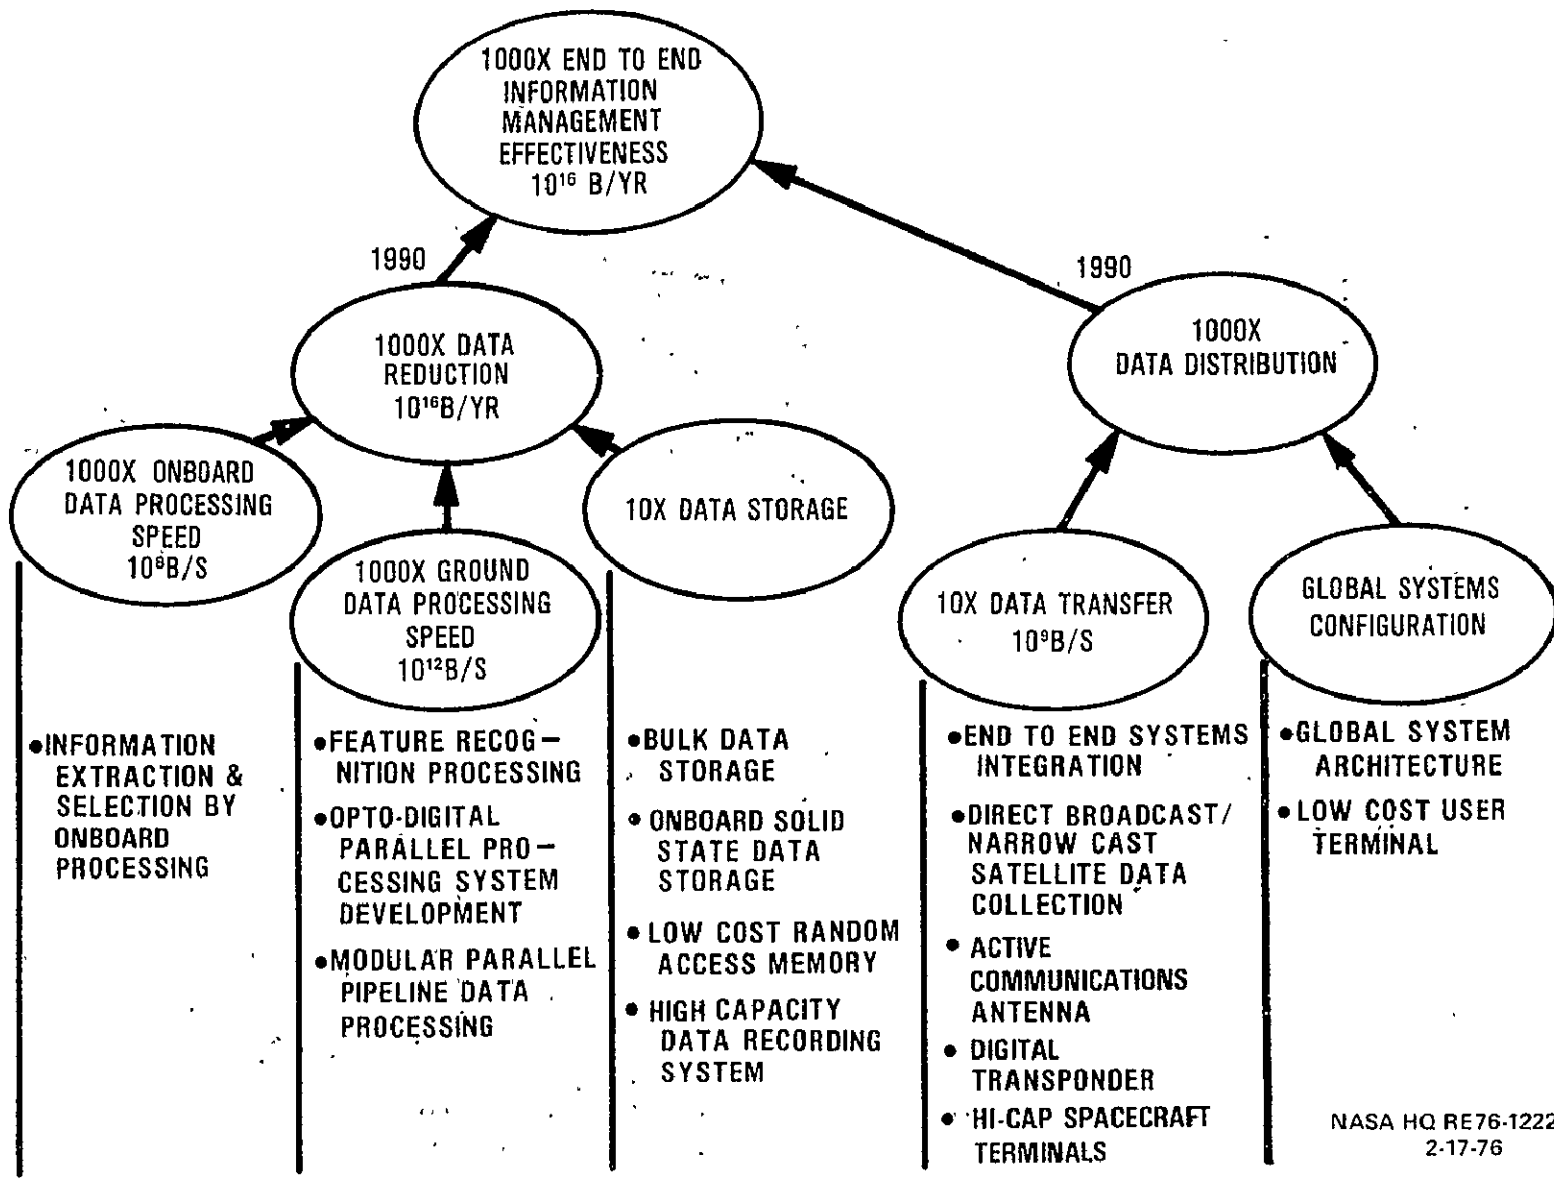 1000X END TO END
INFORMATION
MANAGEMENT
EFFECTIVENESS
10¹⁶ B/YR
1990
1990
1000X DATA
REDUCTION
10¹⁶B/YR
1000X
DATA DISTRIBUTION
1000X ONBOARD
DATA PROCESSING
SPEED
10⁸B/S
1000X GROUND
DATA PROCESSING
SPEED
10¹²B/S
10X DATA STORAGE
10X DATA TRANSFER
10⁹B/S
GLOBAL SYSTEMS
CONFIGURATION
•INFORMATION
EXTRACTION &
SELECTION BY
ONBOARD
PROCESSING
•FEATURE RECOG–
NITION PROCESSING
•OPTO-DIGITAL
PARALLEL PRO–
CESSING SYSTEM
DEVELOPMENT
•MODULAR PARALLEL
PIPELINE DATA
PROCESSING
•BULK DATA
STORAGE
• ONBOARD SOLID
STATE DATA
STORAGE
• LOW COST RANDOM
ACCESS MEMORY
• HIGH CAPACITY
DATA RECORDING
SYSTEM
•END TO END SYSTEMS
INTEGRATION
•DIRECT BROADCAST/
NARROW CAST
SATELLITE DATA
COLLECTION
• ACTIVE
COMMUNICATIONS
ANTENNA
• DIGITAL
TRANSPONDER
• HI-CAP SPACECRAFT
TERMINALS
•GLOBAL SYSTEM
ARCHITECTURE
• LOW COST USER
TERMINAL
NASA HQ RE76-1222
2-17-76